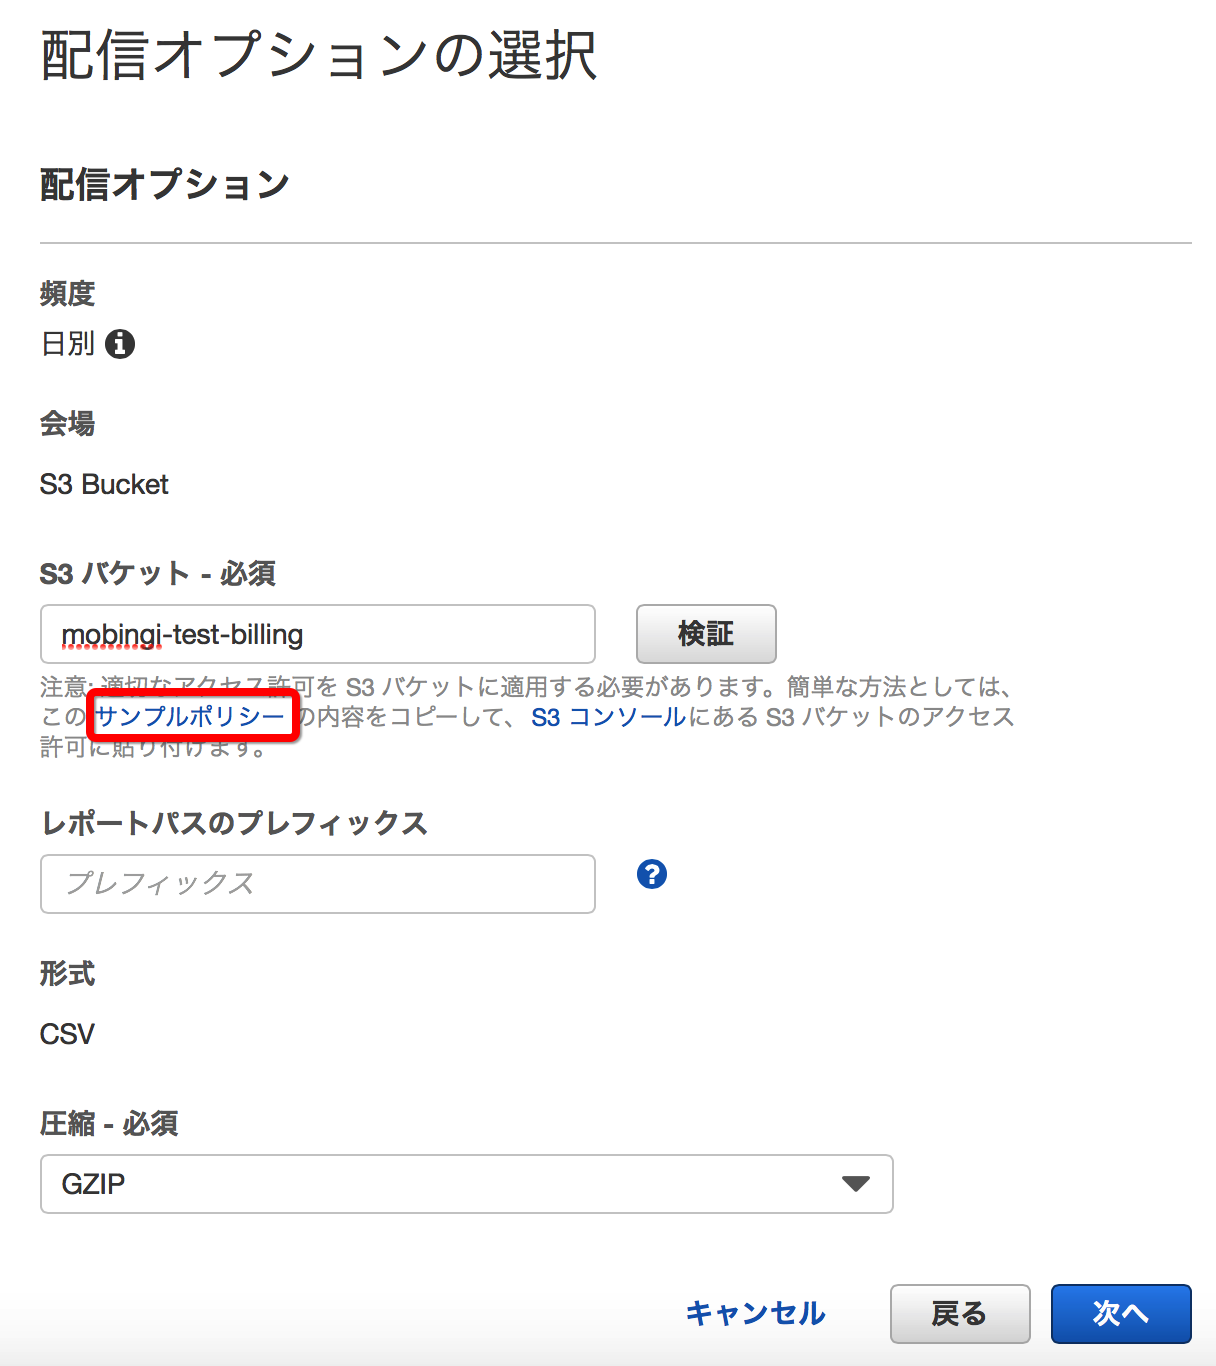 配信オプションの選択
配信オプション
頻度
日別
会場
S3 Bucket
S3 バケット - 必須
mobingi-test-billing
検証
注意: 適切なアクセス許可を S3 バケットに適用する必要があります。簡単な方法としては、
この サンプルポリシー の内容をコピーして、 S3 コンソールにある S3 バケットのアクセス
許可に貼り付けます。
レポートパスのプレフィックス
プレフィックス
?
形式
CSV
圧縮 - 必須
GZIP
キャンセル
戻る
次へ